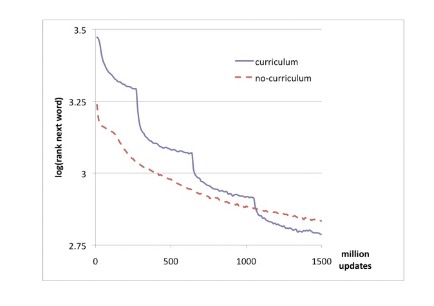 3.5
curriculum
no-curriculum
3.25
log(rank next word)
3
2.75
0
500
1000
1500
million
updates